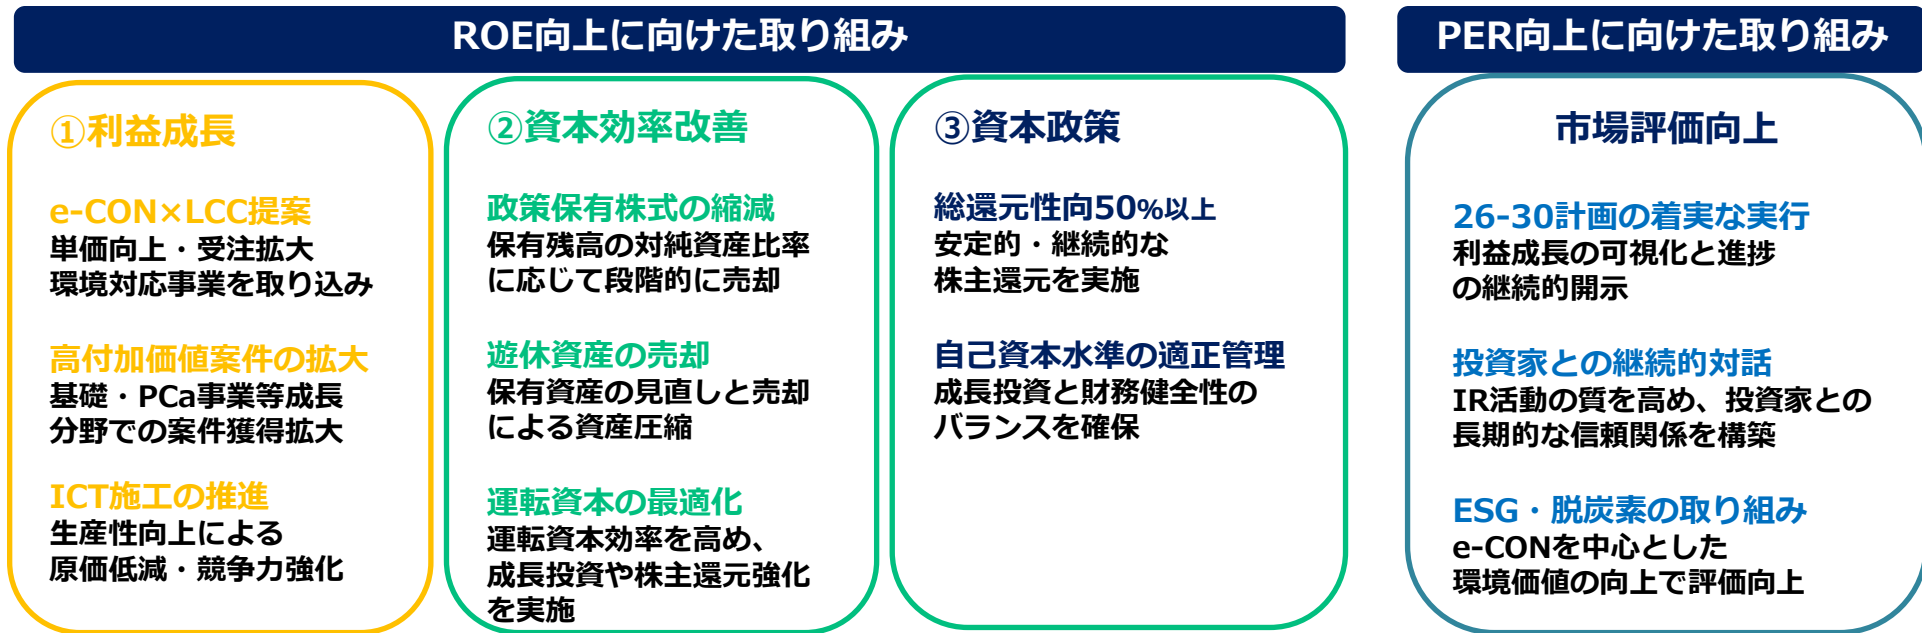 ROE向上に向けた取り組み
①利益成長
e-CON×LCC提案
単価向上・受注拡大
環境対応事業を取り込み
高付加価値案件の拡大
基礎・PCa事業等成長
分野での案件獲得拡大
ICT施工の推進
生産性向上による
原価低減・競争力強化
②資本効率改善
政策保有株式の縮減
保有残高の対純資産比率
に応じて段階的に売却
遊休資産の売却
保有資産の見直しと売却
による資産圧縮
運転資本の最適化
運転資本効率を高め、
成長投資や株主還元強化
を実施
③資本政策
総還元性向50%以上
安定的・継続的な
株主還元を実施
自己資本水準の適正管理
成長投資と財務健全性の
バランスを確保
PER向上に向けた取り組み
市場評価向上
26-30計画の着実な実行
利益成長の可視化と進捗
の継続的開示
投資家との継続的対話
IR活動の質を高め、投資家との
長期的な信頼関係を構築
ESG・脱炭素の取り組み
e-CONを中心とした
環境価値の向上で評価向上